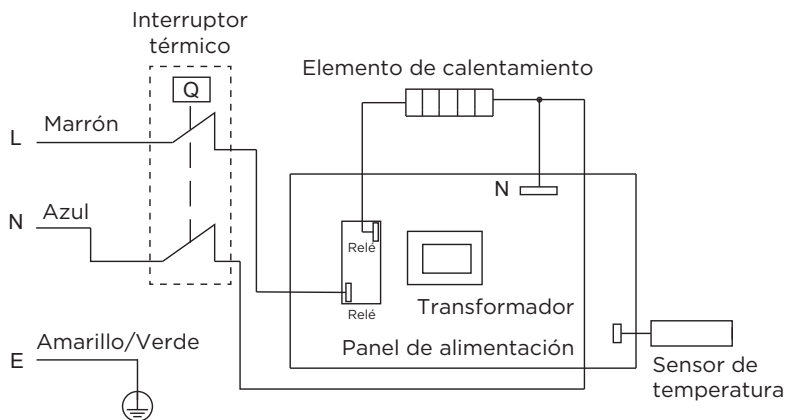 Interruptor
térmico
Q
Elemento de calentamiento
L
Marrón
N
N
Azul
Relé
Transformador
Relé
Amarillo/Verde
E
Panel de alimentación
Sensor de
temperatura